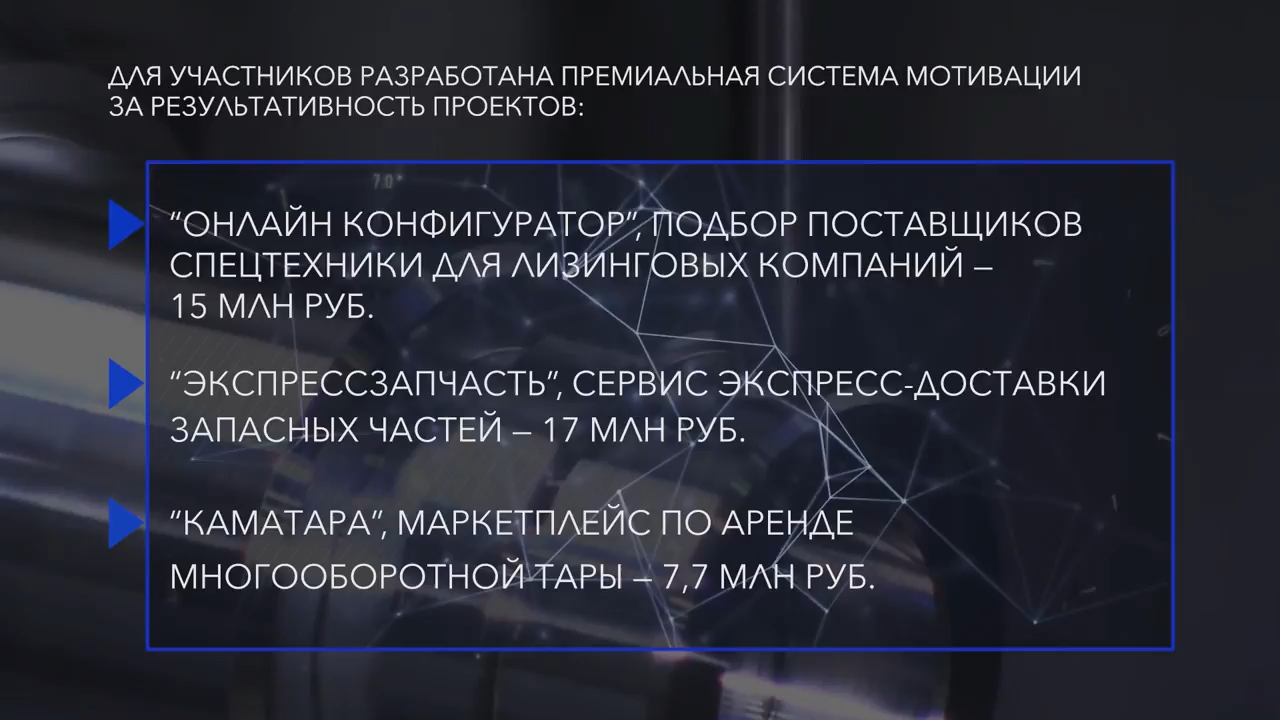 ДЛЯ УЧАСТНИКОВ РАЗРАБОТАНА ПРЕМИАЛЬНАЯ СИСТЕМА МОТИВАЦИИ
ЗА РЕЗУЛЬТАТИВНОСТЬ ПРОЕКТОВ:
7.0°
“ОНЛАЙН КОНФИГУРАТОР”, ПОДБОР ПОСТАВЩИКОВ
СПЕЦТЕХНИКИ ДЛЯ ЛИЗИНГОВЫХ КОМПАНИЙ –
15 МЛН РУБ.
“ЭКСПРЕССЗАПЧАСТЬ”, СЕРВИС ЭКСПРЕСС-ДОСТАВКИ
ЗАПАСНЫХ ЧАСТЕЙ – 17 МЛН РУБ.
“КАМАТАРА”, МАРКЕТПЛЕЙС ПО АРЕНДЕ
МНОГООБОРОТНОЙ ТАРЫ – 7,7 МЛН РУБ.